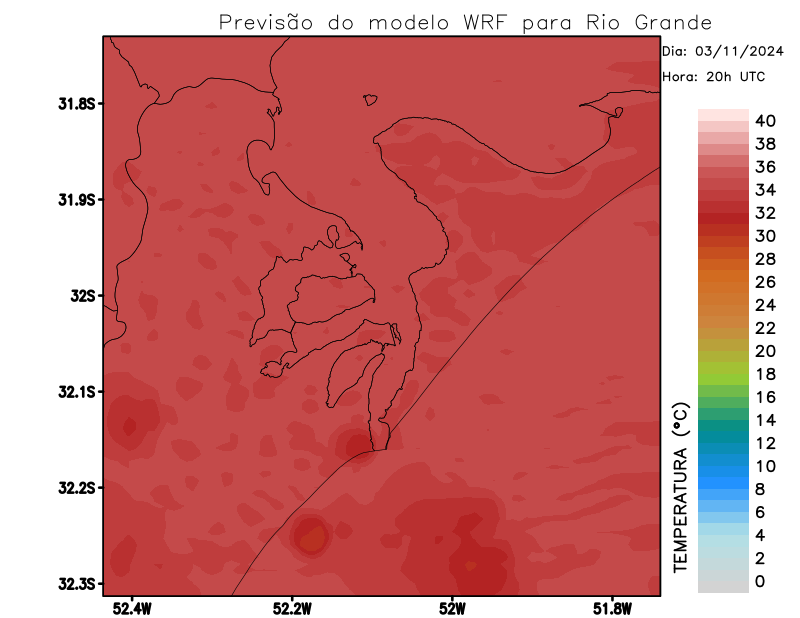 Previsão do modelo WRF para Rio Grande
Dia: 03/11/2024
Hora: 20h UTC
31.8S
31.9S
32S
32.1S
32.2S
32.3S
52.4W
52.2W
52W
51.8W
TEMPERATURA (°C)
40
38
36
34
32
30
28
26
24
22
20
18
16
14
12
10
8
6
4
2
0